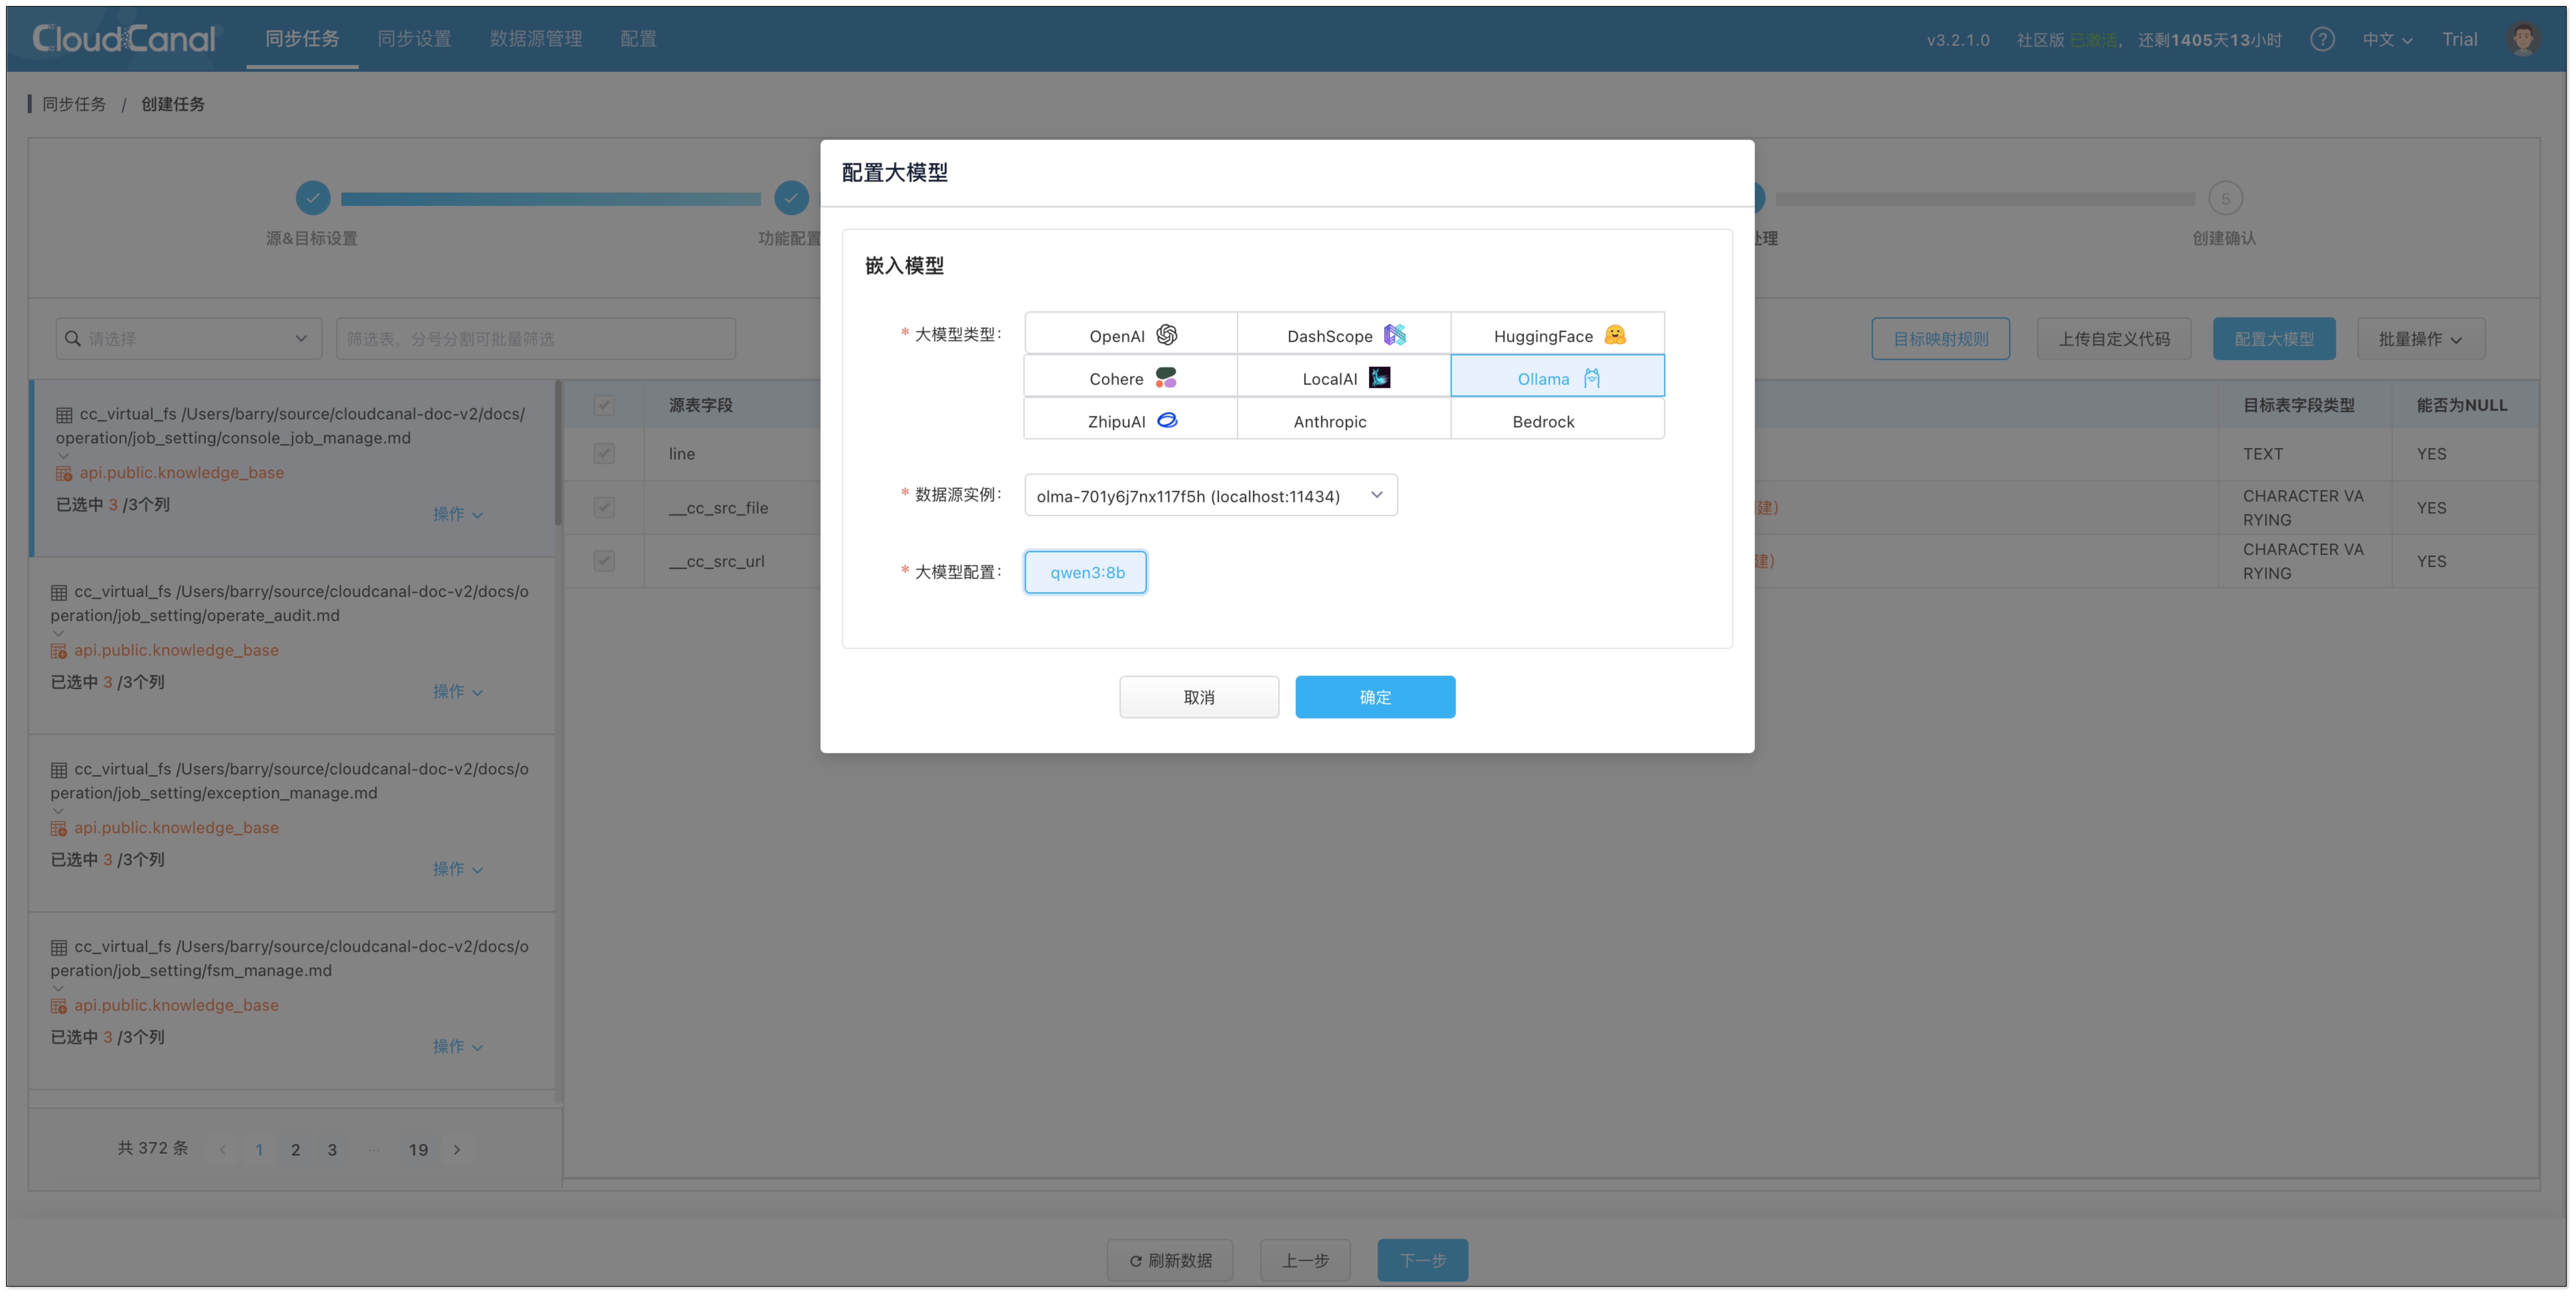 CloudCanal
同步任务 同步设置 数据源管理 配置
v3.2.1.0 社区版 已激活， 还剩1405天13小时 ? 中文 Trial
同步任务 / 创建任务
源&目标设置
功能配置
处理
5
创建确认
请选择
筛选表，分号分割可批量筛选
目标映射规则 上传自定义代码 配置大模型 批量操作
cc_virtual_fs /Users/barry/source/cloudcanal-doc-v2/docs/
operation/job_setting/console_job_manage.md
api.public.knowledge_base
已选中 3 /3个列
操作
cc_virtual_fs /Users/barry/source/cloudcanal-doc-v2/docs/o
peration/job_setting/operate_audit.md
api.public.knowledge_base
已选中 3 /3个列
操作
cc_virtual_fs /Users/barry/source/cloudcanal-doc-v2/docs/o
peration/job_setting/exception_manage.md
api.public.knowledge_base
已选中 3 /3个列
操作
cc_virtual_fs /Users/barry/source/cloudcanal-doc-v2/docs/o
peration/job_setting/fsm_manage.md
api.public.knowledge_base
已选中 3 /3个列
操作
共 372 条 1 2 3 ··· 19
源表字段
line
__cc_src_file
__cc_src_url
目标表字段类型 能否为NULL
TEXT YES
建)
CHARACTER VA
RYING
YES
建)
CHARACTER VA
RYING
YES
配置大模型
嵌入模型
* 大模型类型:
OpenAI DashScope HuggingFace
Cohere LocalAI Ollama
ZhipuAI Anthropic Bedrock
* 数据源实例: olma-701y6j7nx117f5h (localhost:11434)
* 大模型配置: qwen3:8b
取消 确定
刷新数据 上一步 下一步